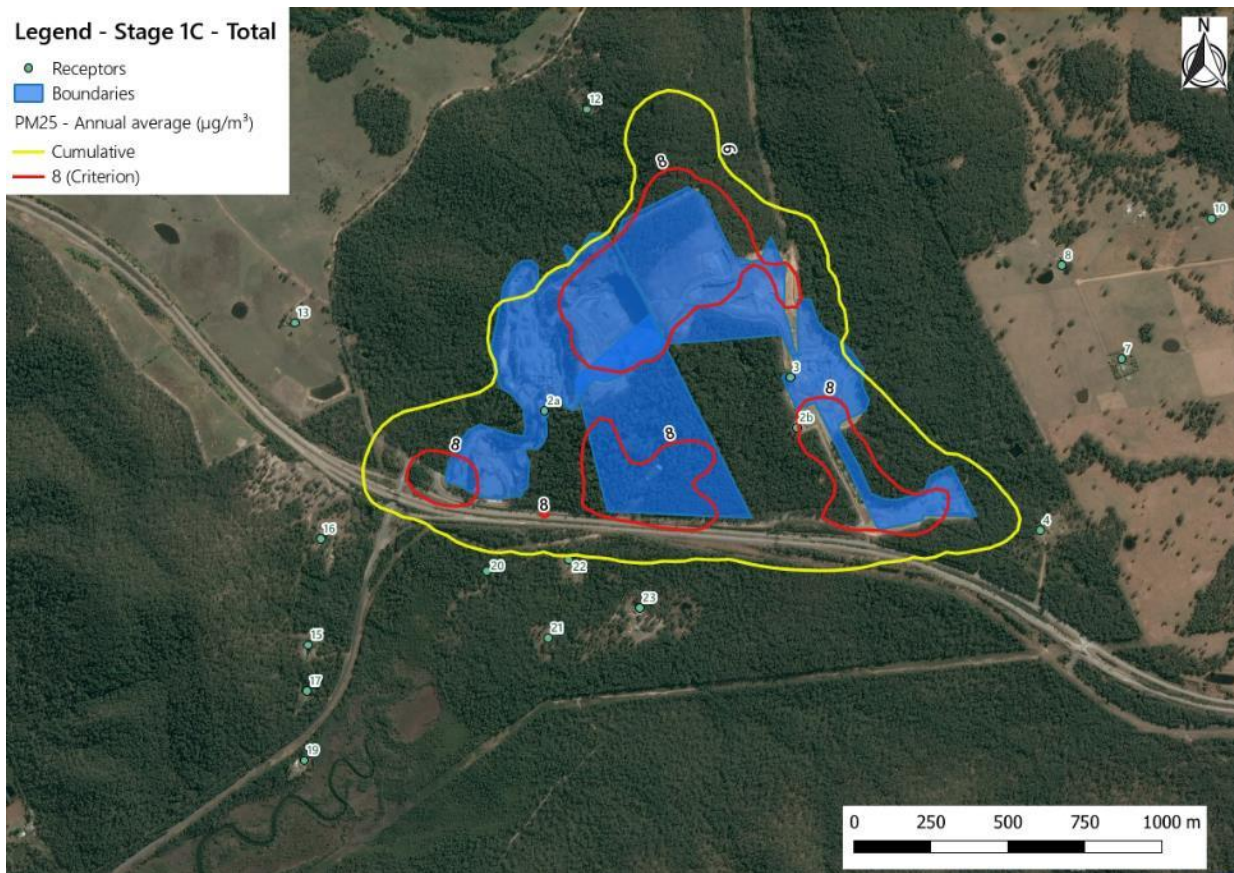 Legend - Stage 1C - Total
Receptors
Boundaries
PM25 - Annual average (µg/m³)
Cumulative
8 (Criterion)
N
12
6
8
10
8
13
7
3
2a
8
2b
8
8
8
4
16
20
22
23
21
15
17
19
0 250 500 750 1000 m